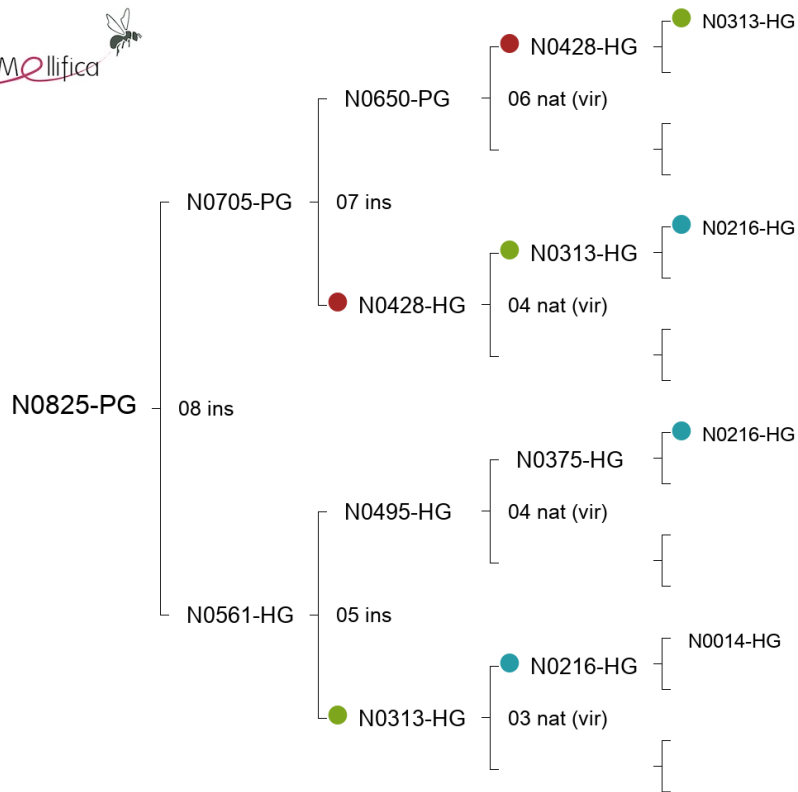 Mellifica
N0313-HG
N0428-HG
N0650-PG
06 nat (vir)
N0705-PG
07 ins
N0216-HG
N0313-HG
N0428-HG
04 nat (vir)
N0825-PG
08 ins
N0216-HG
N0375-HG
N0495-HG
04 nat (vir)
N0561-HG
05 ins
N0014-HG
N0216-HG
N0313-HG
03 nat (vir)